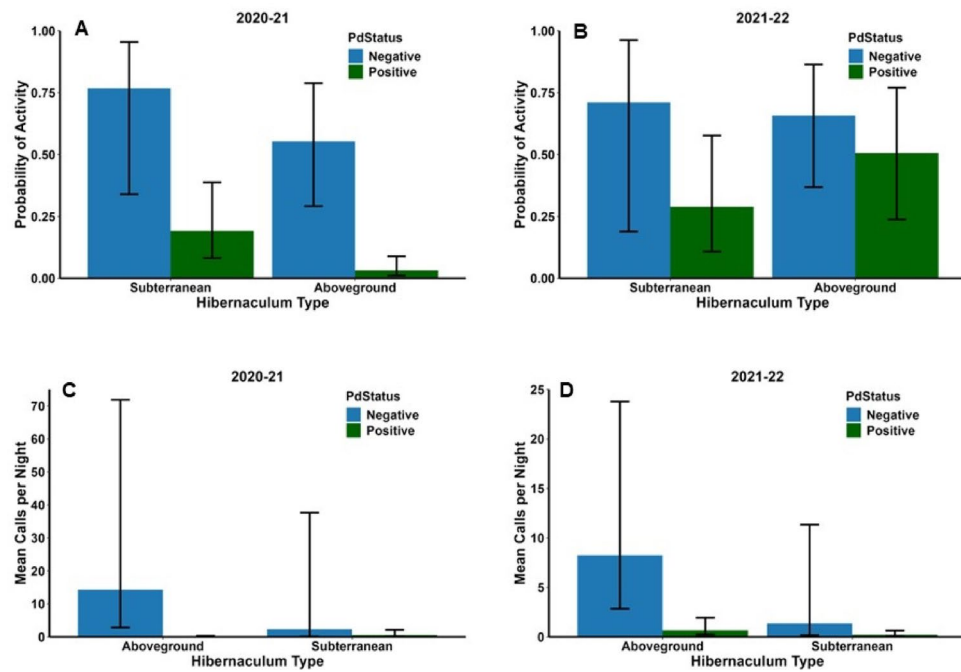 A
2020-21
PdStatus
Negative
Positive
Probability of Activity
1.00
0.75
0.50
0.25
0.00
Subterranean
Aboveground
Hibernaculum Type
B
2021-22
PdStatus
Negative
Positive
Probability of Activity
1.00
0.75
0.50
0.25
0.00
Subterranean
Aboveground
Hibernaculum Type
C
2020-21
PdStatus
Negative
Positive
Mean Calls per Night
70
60
50
40
30
20
10
0
Aboveground
Subterranean
Hibernaculum Type
D
2021-22
PdStatus
Negative
Positive
Mean Calls per Night
25
20
15
10
5
0
Aboveground
Subterranean
Hibernaculum Type